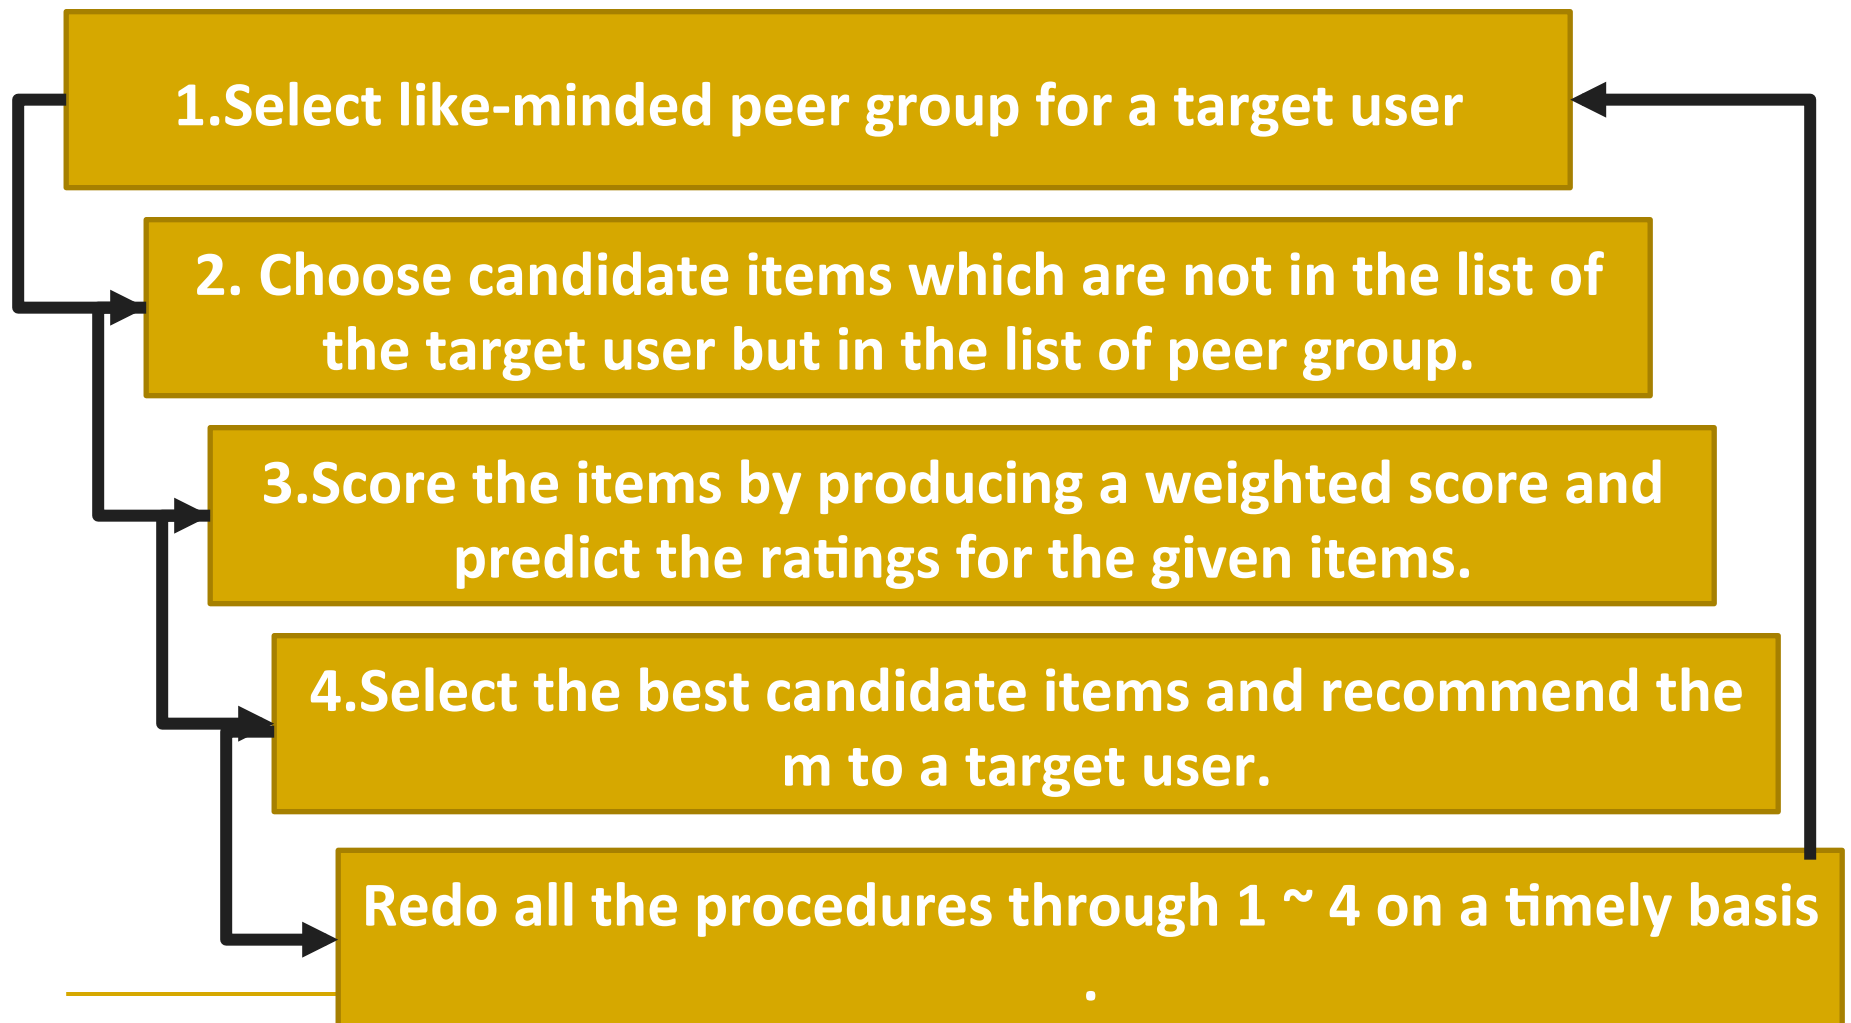 1.Select like-minded peer group for a target user
2. Choose candidate items which are not in the list of
the target user but in the list of peer group.
3.Score the items by producing a weighted score and
predict the ratings for the given items.
4.Select the best candidate items and recommend the
m to a target user.
Redo all the procedures through 1 ~ 4 on a timely basis
.